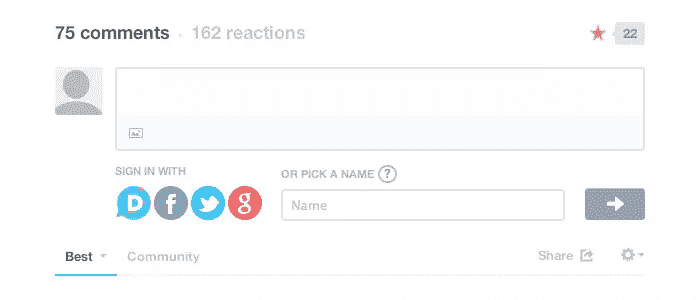 75 comments · 162 reactions 22
SIGN IN WITH
OR PICK A NAME ?
D f g
Name
Best Community Share